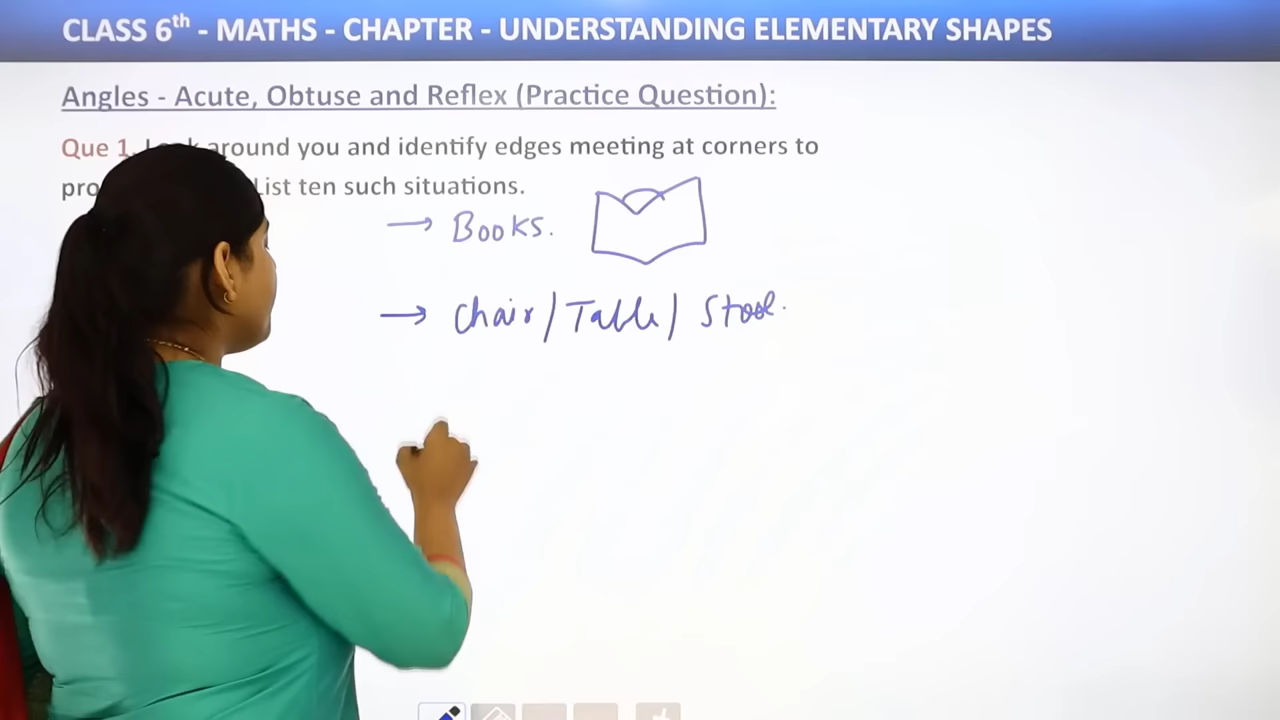 CLASS 6th - MATHS - CHAPTER - UNDERSTANDING ELEMENTARY SHAPES
Angles - Acute, Obtuse and Reflex (Practice Question):
Que 1. around you and identify edges meeting at corners to
List ten such situations.
→ Books.
→ Chair/Table/Stool.